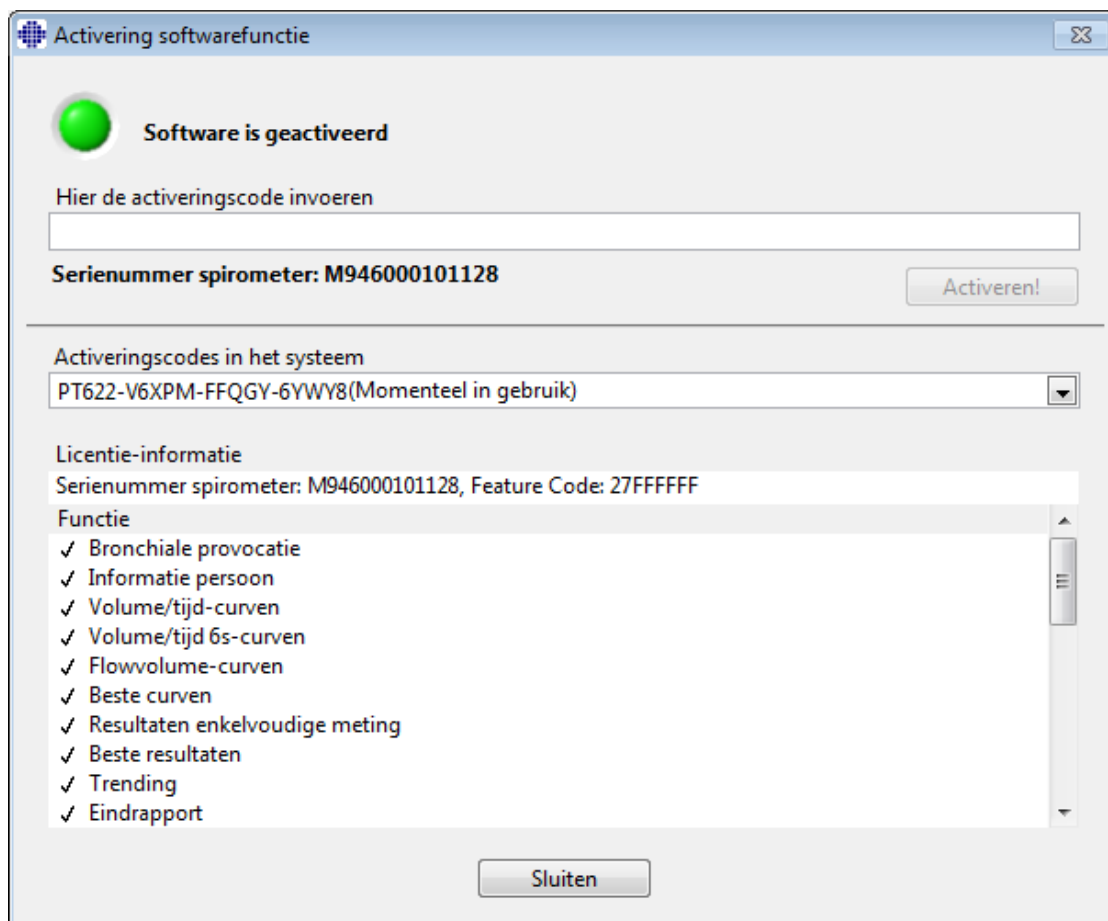 Activering softwarefunctie
Software is geactiveerd
Hier de activeringscode invoeren
Serienummer spirometer: M946000101128
Activeren!
Activeringscodes in het systeem
PT622-V6XPM-FFQGY-6YWY8(Momenteel in gebruik)
Licentie-informatie
Serienummer spirometer: M946000101128, Feature Code: 27FFFFFF
Functie
✓ Bronchiale provocatie
✓ Informatie persoon
✓ Volume/tijd-curven
✓ Volume/tijd 6s-curven
✓ Flowvolume-curven
✓ Beste curven
✓ Resultaten enkelvoudige meting
✓ Beste resultaten
✓ Trending
✓ Eindrapport
Sluiten